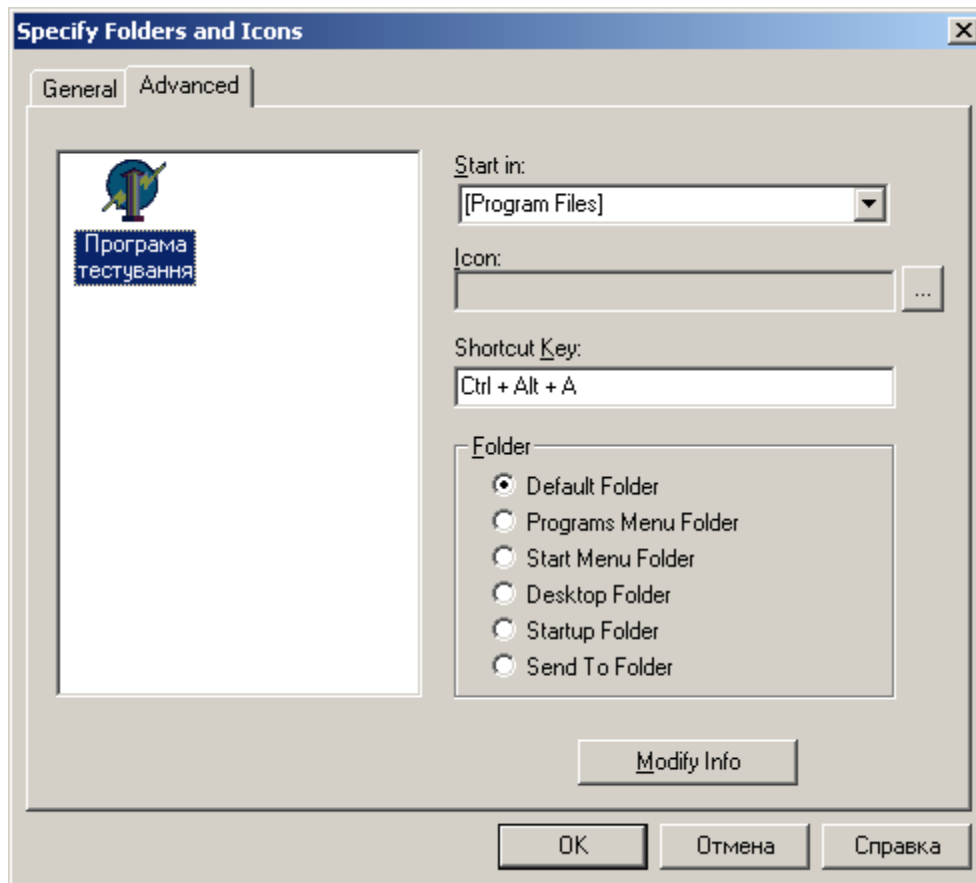 Specify Folders and Icons
General
Advanced
Програма
тестування
Start in:
[Program Files]
Icon:
...
Shortcut Key:
Ctrl + Alt + A
Folder
Default Folder
Programs Menu Folder
Start Menu Folder
Desktop Folder
Startup Folder
Send To Folder
Modify Info
OK
Отмена
Справка